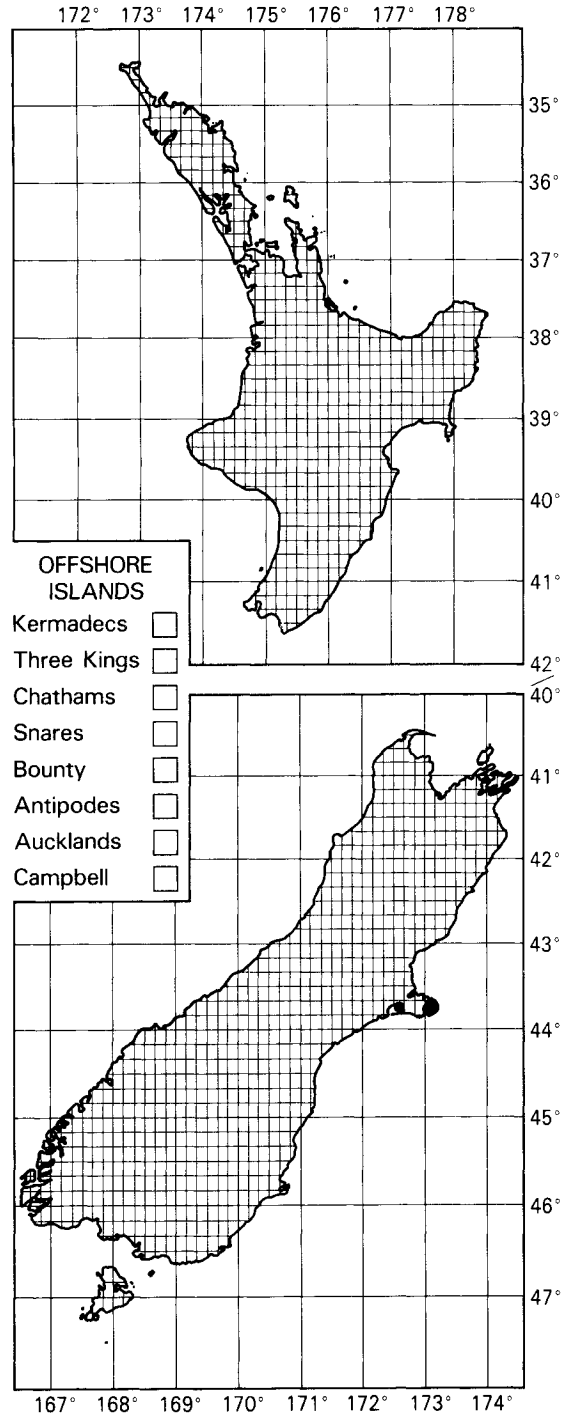 172° 173° 174° 175° 176° 177° 178°
35°
36°
37°
38°
39°
40°
41°
42°
OFFSHORE
ISLANDS
Kermadecs
Three Kings
Chathams
Snares
Bounty
Antipodes
Aucklands
Campbell
40°
41°
42°
43°
44°
45°
46°
47°
167° 168° 169° 170° 171° 172° 173° 174°